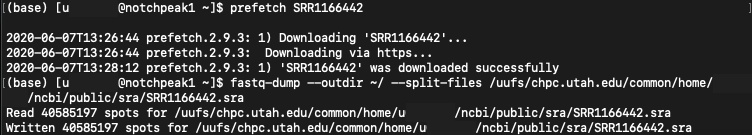 (base) [u @notchpeak1 ~]$ prefetch SRR1166442
2020-06-07T13:26:44 prefetch.2.9.3: 1) Downloading 'SRR1166442'...
2020-06-07T13:26:44 prefetch.2.9.3: Downloading via https...
2020-06-07T13:28:12 prefetch.2.9.3: 1) 'SRR1166442' was downloaded successfully
(base) [u @notchpeak1 ~]$ fastq-dump --outdir ~/ --split-files /uufs/chpc.utah.edu/common/home/
/ncbi/public/sra/SRR1166442.sra
Read 40585197 spots for /uufs/chpc.utah.edu/common/home/u /ncbi/public/sra/SRR1166442.sra
Written 40585197 spots for /uufs/chpc.utah.edu/common/home/u /ncbi/public/sra/SRR1166442.sra